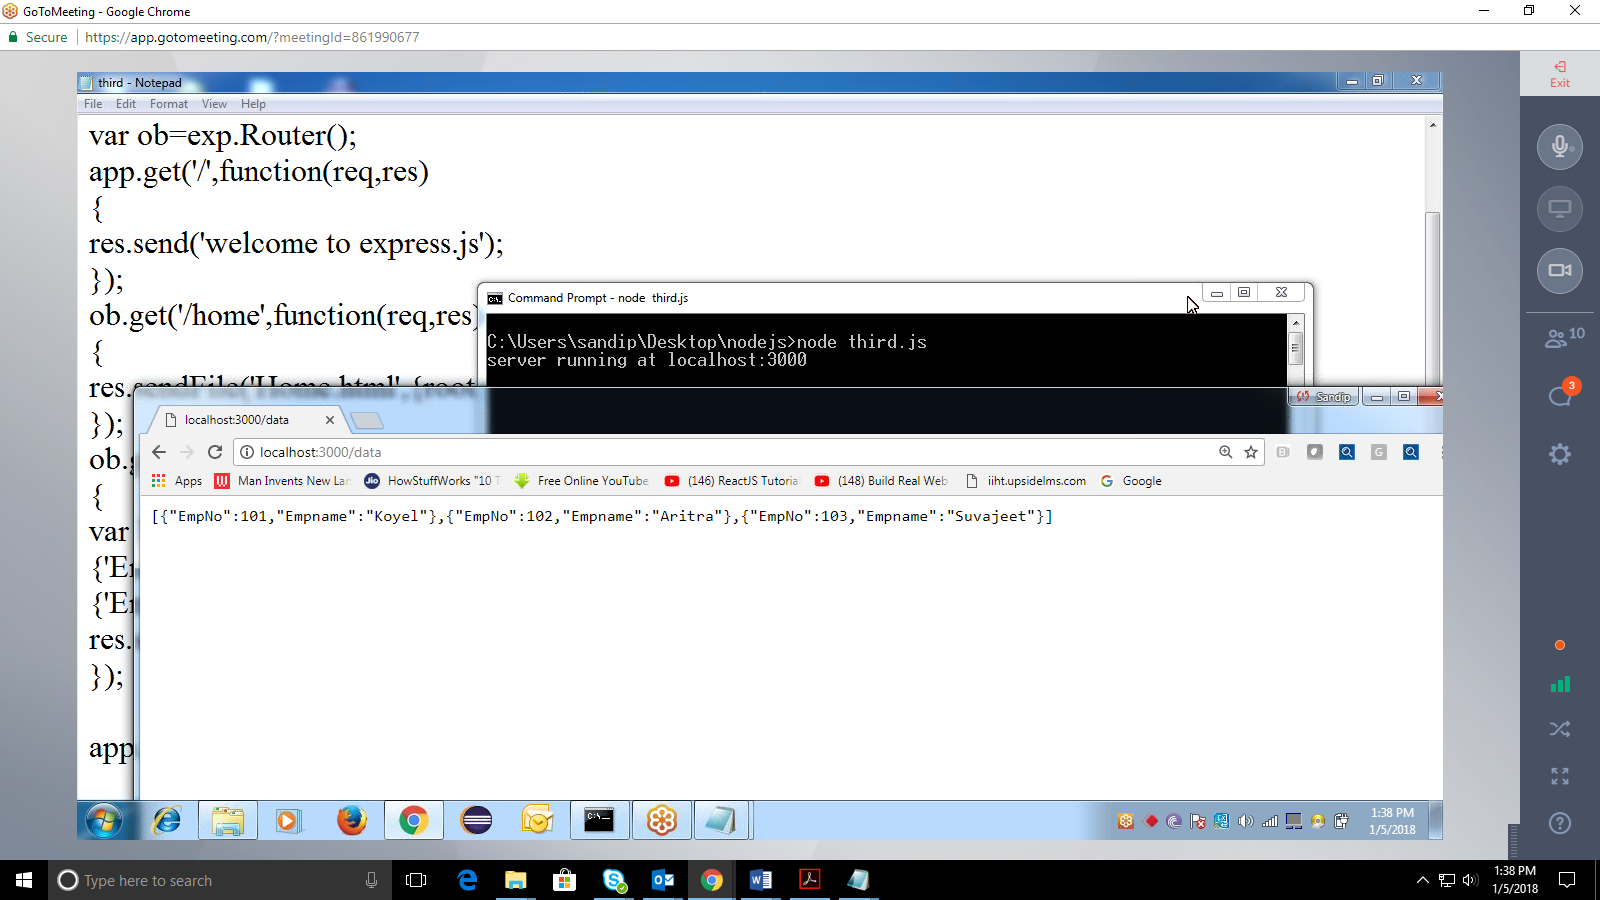 GoToMeeting - Google Chrome
Secure
https://app.gotomeeting.com/?meetingId=861990677
Exit
third - Notepad
File Edit Format View Help
var ob=exp.Router();
app.get('/',function(req,res)
{
res.send('welcome to express.js');
});
ob.get('/home',function(req,res)
{
res.sendFile('Home.html',{root
});
ob.
{
var
{'E
{'E
res.
});
app
Command Prompt - node third.js
C:\Users\sandip\Desktop\nodejs>node third.js
server running at localhost:3000
Sandip
localhost:3000/data
localhost:3000/data
Apps
Man Invents New Lar
Jio
HowStuffWorks "10 T
Free Online YouTube
(146) ReactJS Tutoria
(148) Build Real Web
iiht.upsidelms.com
Google
[{"EmpNo":101,"Empname":"Koyel"},{"EmpNo":102,"Empname":"Aritra"},{"EmpNo":103,"Empname":"Suvajeet"}]
10
3
1:38 PM
1/5/2018
Type here to search
1:38 PM
1/5/2018